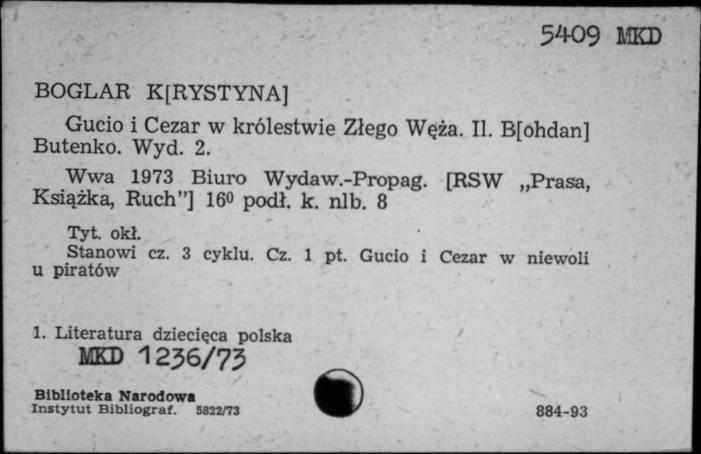 5409 MKD
BOGLAR K[RYSTYNA]
Gucio i Cezar w królestwie Złego Węża. Il. B[ohdan]
Butenko. Wyd. 2.
Wwa 1973 Biuro Wydaw.-Propag. [RSW „Prasa,
Książka, Ruch”] 16⁰ podł. k. nlb. 8
Tyt. okł.
Stanowi cz. 3 cyklu. Cz. 1 pt. Gucio i Cezar w niewoli
u piratów
1. Literatura dziecięca polska
MKD 1236/73
Biblioteka Narodowa
Instytut Bibliograf. 5822/73
884-93